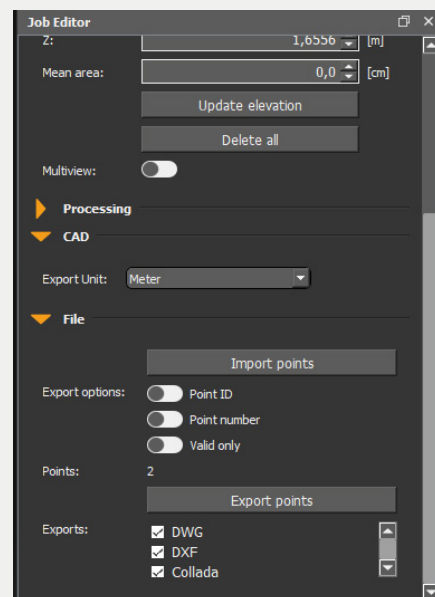 Job Editor
Z: 1,6556 [m]
Mean area: 0,0 [cm]
Update elevation
Delete all
Multiview:
Processing
CAD
Export Unit: Meter
File
Import points
Export options: Point ID
Point number
Valid only
Points: 2
Export points
Exports: DWG
DXF
Collada